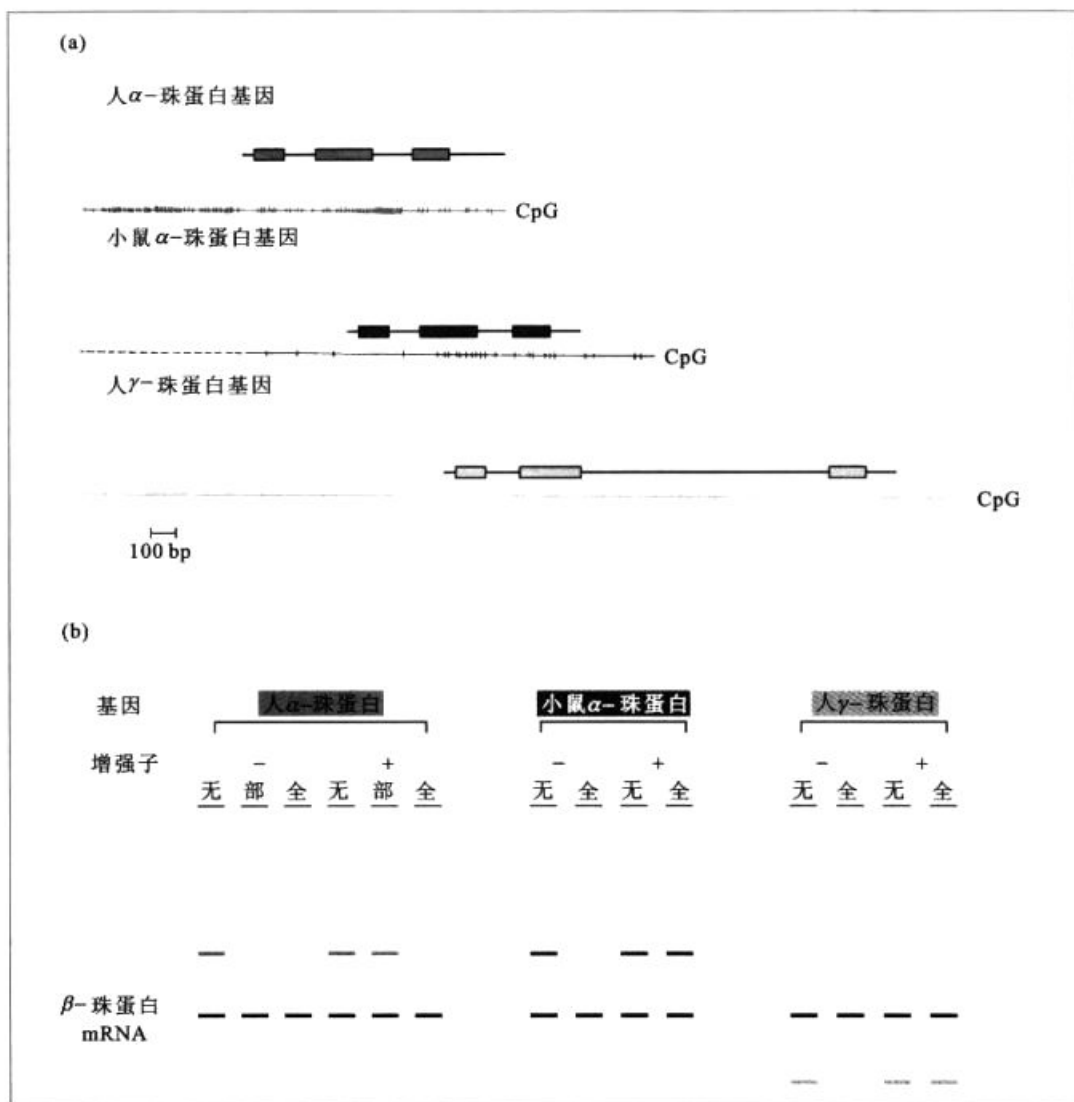 (a)
人α-珠蛋白基因
CpG
小鼠α-珠蛋白基因
CpG
人γ-珠蛋白基因
CpG
100 bp
(b)
基因 人α-珠蛋白 小鼠α-珠蛋白 人γ-珠蛋白
增强子 - + - + - +
无 部 全 无 部 全 无 全 无 全 无 全 无 全
β-珠蛋白
mRNA